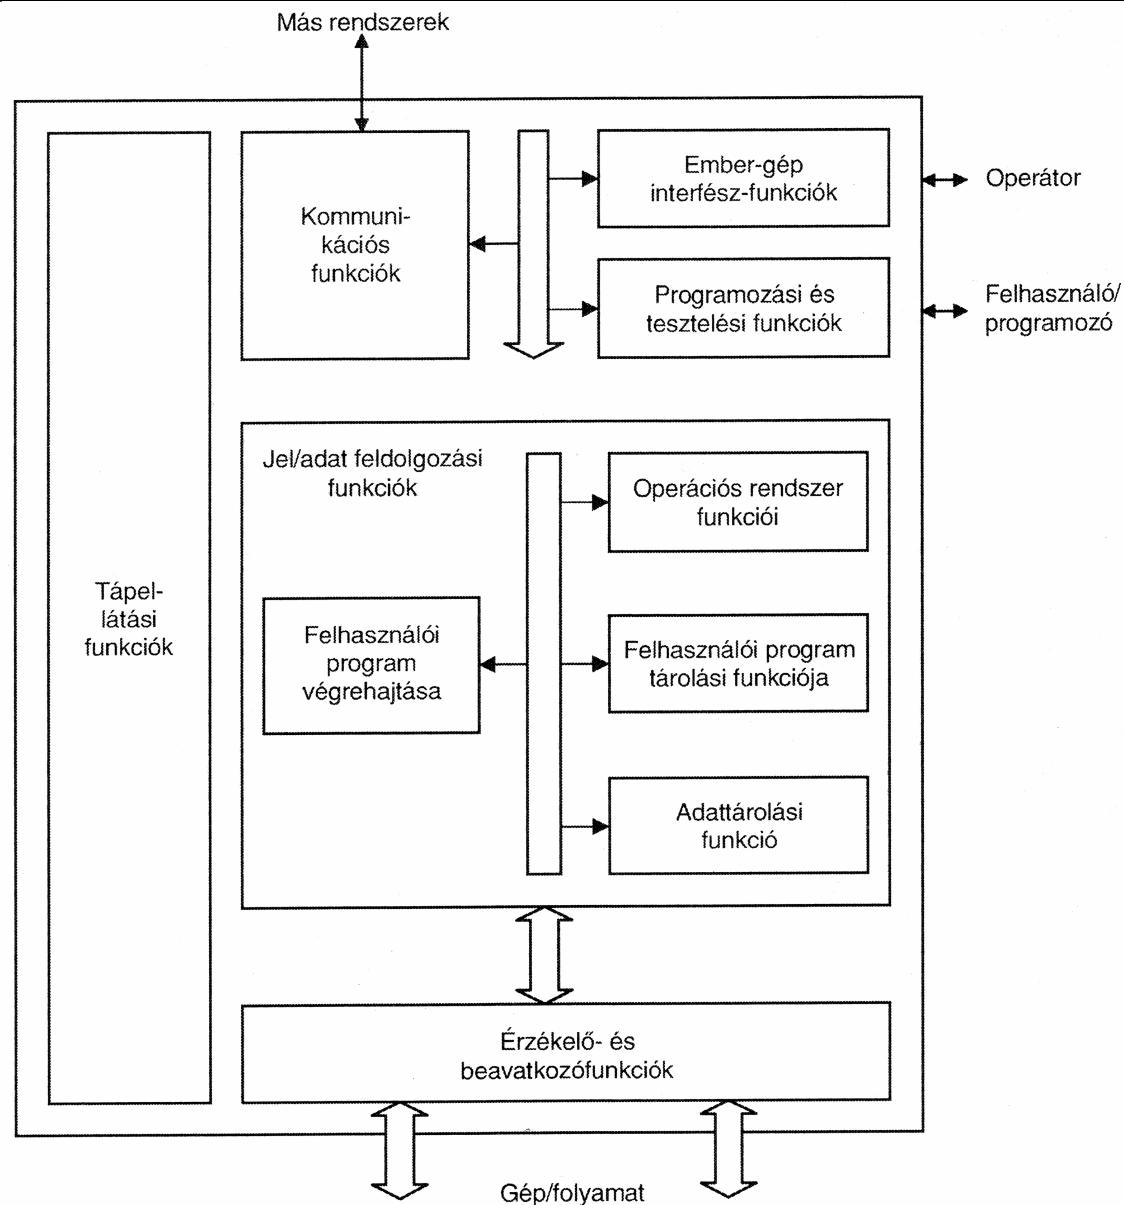 Más rendszerek
Kommuni-
kációs
funkciók
Ember-gép
interfész-funkciók
Operátor
Programozási és
tesztelési funkciók
Felhasználó/
programozó
Tápel-
látási
funkciók
Jel/adat feldolgozási
funkciók
Operációs rendszer
funkciói
Felhasználói
program
végrehajtása
Felhasználói program
tárolási funkciója
Adattárolási
funkció
Érzékelő- és
beavatkozófunkciók
Gép/folyamat